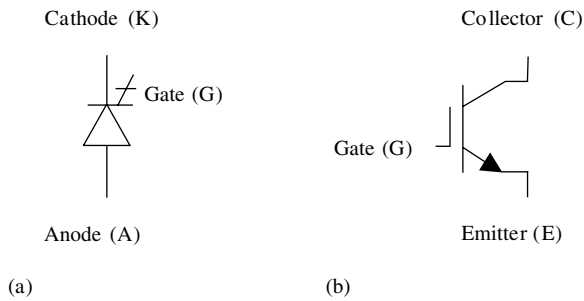 Cathode (K)
Gate (G)
Anode (A)
(a)
Collector (C)
Gate (G)
Emitter (E)
(b)